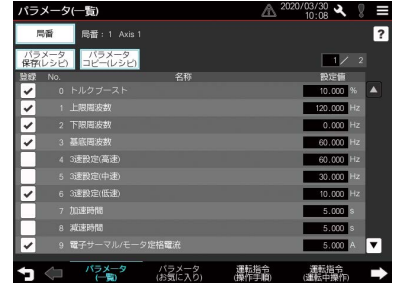 パラメータ(一覧)
2020/03/30
10:08
局番
局番：1 Axis 1
?
パラメータ
保存(レシピ)
パラメータ
コピー(レシピ)
1 / 2
登録 No. 名称 設定値
0 トルクブースト 10.000 %
1 上限周波数 120.000 Hz
2 下限周波数 0.000 Hz
3 基底周波数 60.000 Hz
4 3速設定(高速) 60.000 Hz
5 3速設定(中速) 30.000 Hz
6 3速設定(低速) 10.000 Hz
7 加速時間 5.000 s
8 減速時間 5.000 s
9 電子サーマル/モータ定格電流 5.000 A
パラメータ
(一覧)
パラメータ
(お気に入り)
運転指令
(操作手順)
運転指令
(運転中操作)